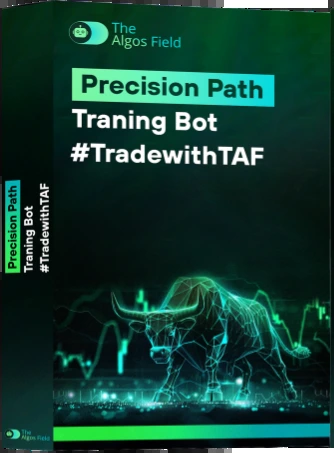 The
Algos Field
Precision Path
Traning Bot
#TradewithTAF
Precision Path
Traning Bot
#TradewithTAF
The
Algos Field